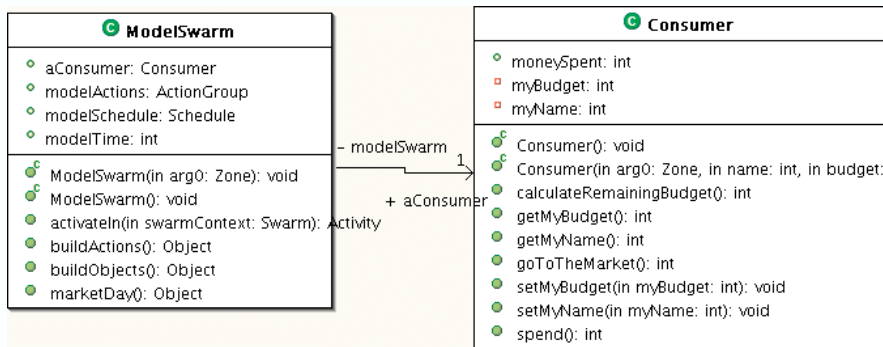 C ModelSwarm
aConsumer: Consumer
modelActions: ActionGroup
modelSchedule: Schedule
modelTime: int
C ModelSwarm(in arg0: Zone): void
C ModelSwarm(): void
activateIn(in swarmContext: Swarm): Activity
buildActions(): Object
buildObjects(): Object
marketDay(): Object
- modelSwarm
1
+ aConsumer
C Consumer
moneySpent: int
myBudget: int
myName: int
C Consumer(): void
C Consumer(in arg0: Zone, in name: int, in budget:
calculateRemainingBudget(): int
getMyBudget(): int
getMyName(): int
goToTheMarket(): int
setMyBudget(in myBudget: int): void
setMyName(in myName: int): void
spend(): int